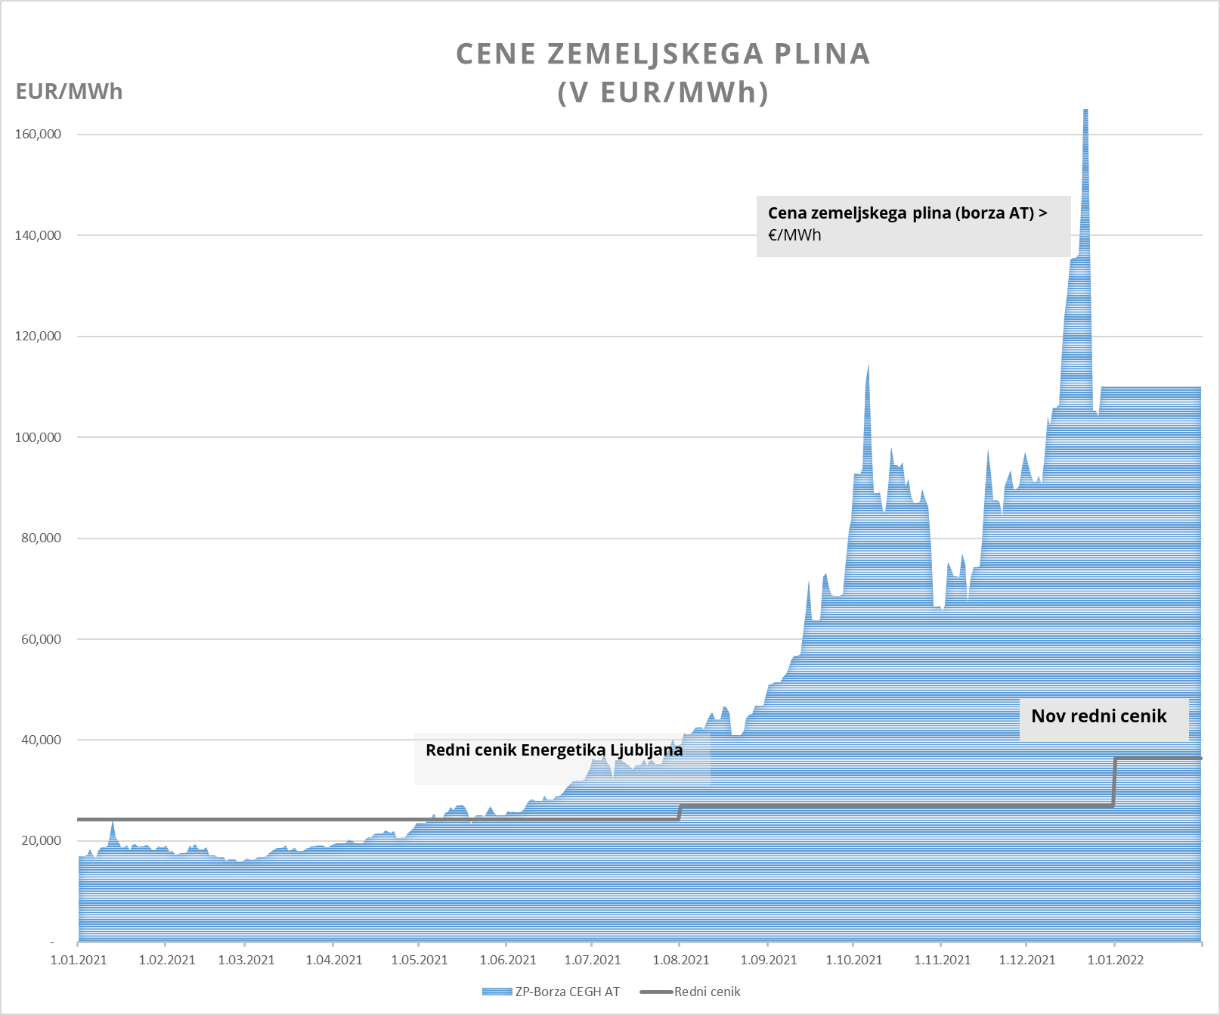 CENE ZEMELJSKEGA PLINA
(V EUR/MWh)
EUR/MWh
160,000
140,000
120,000
100,000
80,000
60,000
40,000
20,000
-
Cena zemeljskega plina (borza AT) >
€/MWh
Nov redni cenik
Redni cenik Energetika Ljubljana
1.01.2021
1.02.2021
1.03.2021
1.04.2021
1.05.2021
1.06.2021
1.07.2021
1.08.2021
1.09.2021
1.10.2021
1.11.2021
1.12.2021
1.01.2022
ZP-Borza CEGH AT
Redni cenik